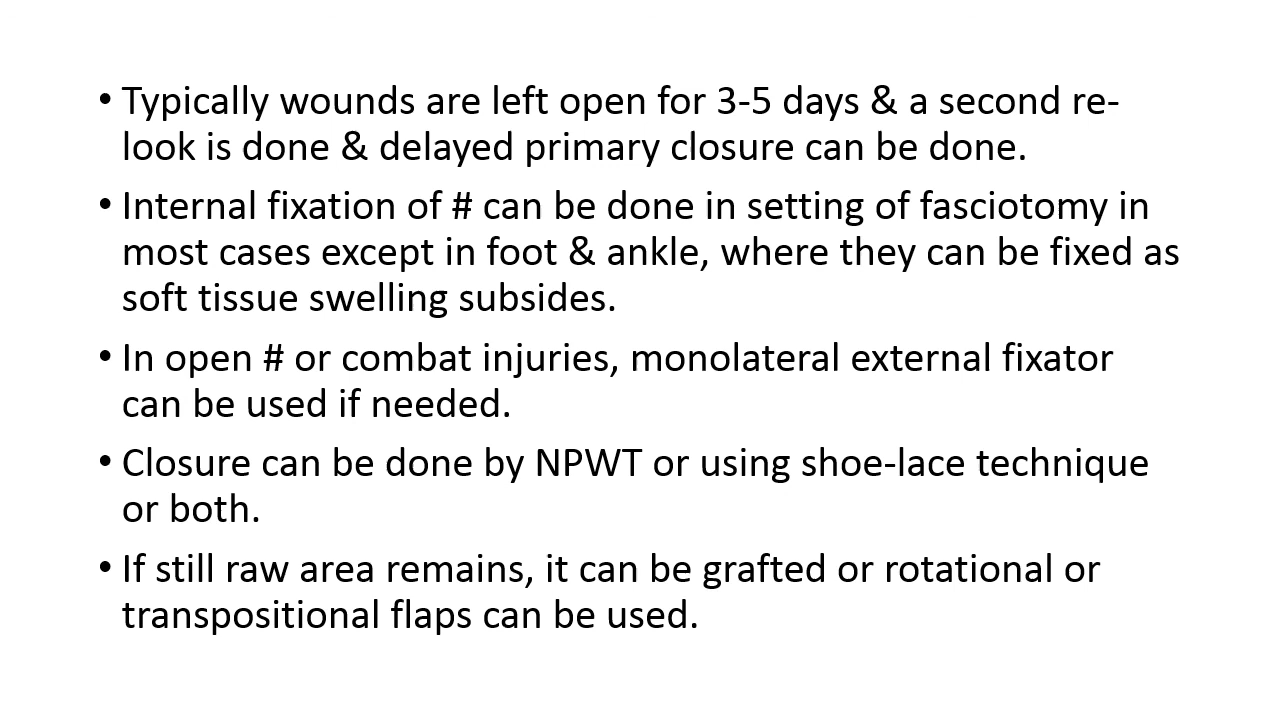 • Typically wounds are left open for 3-5 days & a second re-
look is done & delayed primary closure can be done.
• Internal fixation of # can be done in setting of fasciotomy in
most cases except in foot & ankle, where they can be fixed as
soft tissue swelling subsides.
• In open # or combat injuries, monolateral external fixator
can be used if needed.
• Closure can be done by NPWT or using shoe-lace technique
or both.
• If still raw area remains, it can be grafted or rotational or
transpositional flaps can be used.